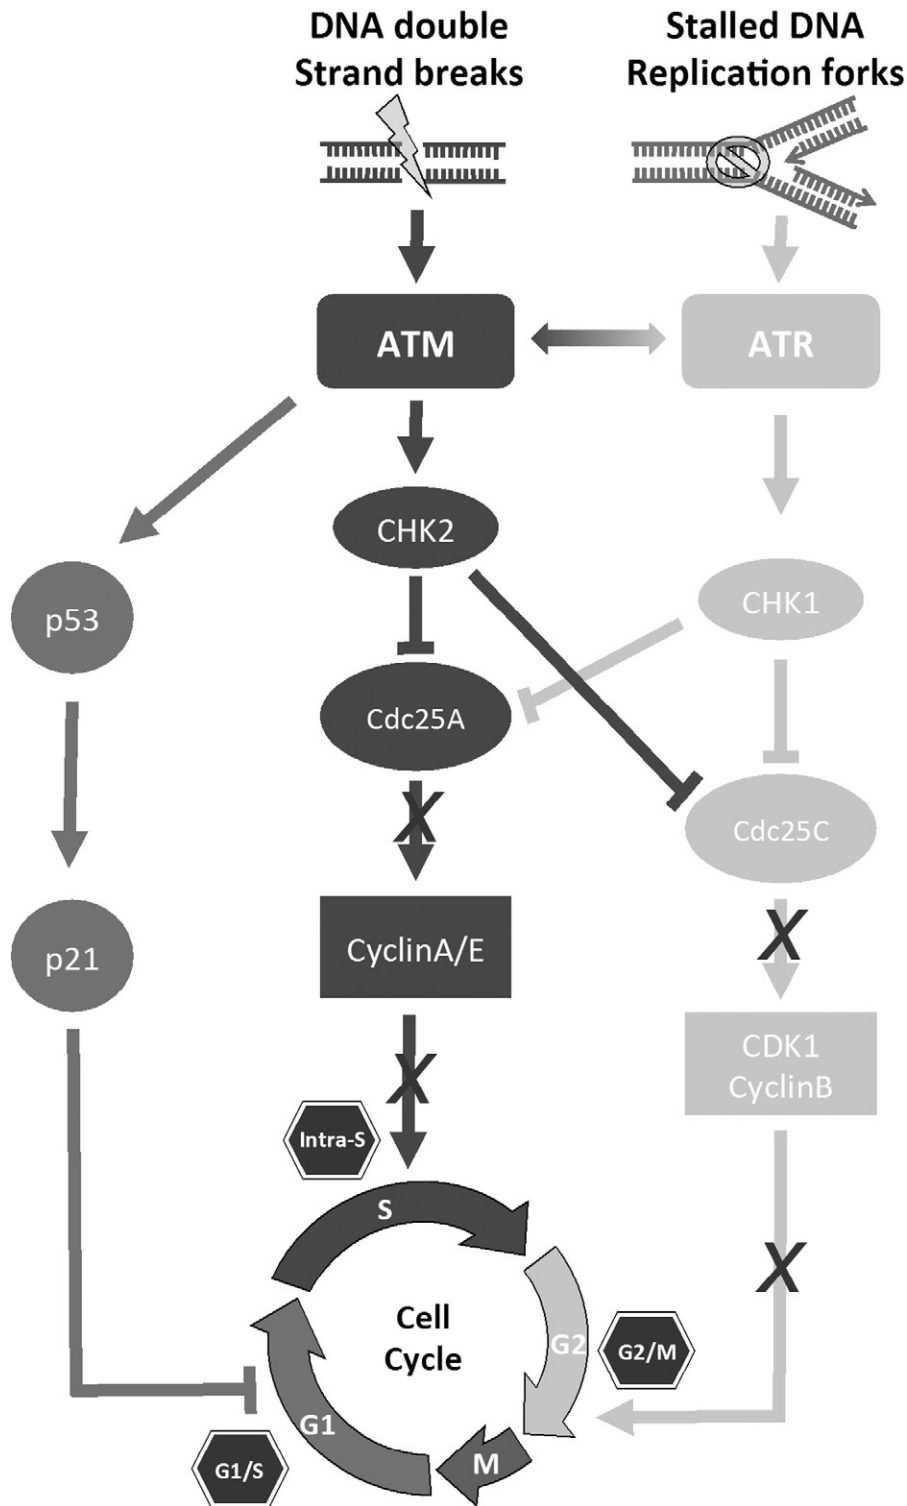 DNA double
Strand breaks
Stalled DNA
Replication forks
ATM
ATR
CHK2
CHK1
p53
Cdc25A
Cdc25C
X
X
p21
CyclinA/E
CDK1
CyclinB
X
Intra-S
S
X
Cell
Cycle
G2
G2/M
G1
M
G1/S